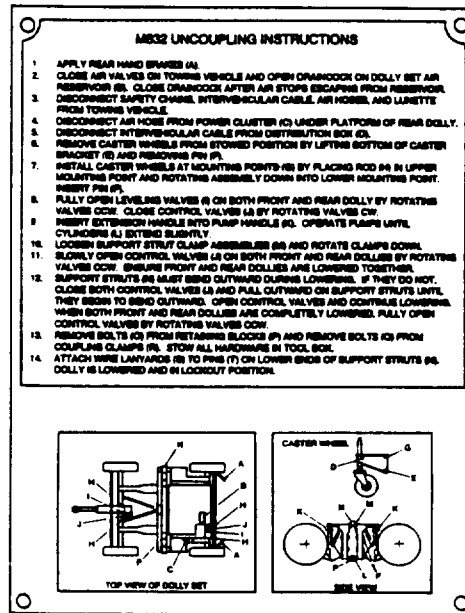 M832 UNCOUPLING INSTRUCTIONS
1. APPLY REAR HAND BRAKES (A).
2. CLOSE AIR VALVES ON TOWING VEHICLE AND OPEN DRAINCOCK ON DOLLY SET AIR
RESERVOIR (B). CLOSE DRAINCOCK AFTER AIR STOPS ESCAPING FROM RESERVOIR.
3. DISCONNECT SAFETY CHAINS, INTERVEHICULAR CABLE, AIR HOSES, AND LUNETTE
FROM TOWING VEHICLE.
4. DISCONNECT AIR HOSE FROM POWER CLUSTER (C) UNDER PLATFORM OF REAR DOLLY.
5. DISCONNECT INTERVEHICULAR CABLE FROM DISTRIBUTION BOX (D).
6. REMOVE CASTER WHEELS FROM STOWED POSITION BY LIFTING BOTTOM OF CASTER
BRACKET (E) AND REMOVING PIN (F).
7. INSTALL CASTER WHEELS AT MOUNTING POINTS (G) BY PLACING ROD (H) IN UPPER
MOUNTING POINT AND ROTATING ASSEMBLY DOWN INTO LOWER MOUNTING POINT.
INSERT PIN (F).
8. FULLY OPEN LEVELING VALVES (I) ON BOTH FRONT AND REAR DOLLY BY ROTATING
VALVES CCW. CLOSE CONTROL VALVES (J) BY ROTATING VALVES CW.
9. INSERT EXTENSION HANDLE INTO PUMP HANDLE (K). OPERATE PUMPS UNTIL
CYLINDERS (L) EXTEND SLIGHTLY.
10. LOOSEN SUPPORT STRUT CLAMP ASSEMBLIES (M) AND ROTATE CLAMPS DOWN.
11. SLOWLY OPEN CONTROL VALVES (J) ON BOTH FRONT AND REAR DOLLIES BY ROTATING
VALVES CCW. ENSURE FRONT AND REAR DOLLIES ARE LOWERED TOGETHER.
12. SUPPORT STRUTS (N) MUST BEND OUTWARD DURING LOWERING. IF THEY DO NOT,
CLOSE BOTH CONTROL VALVES (J) AND PULL OUTWARD ON SUPPORT STRUTS UNTIL
THEY BEGIN TO BEND OUTWARD. OPEN CONTROL VALVES AND CONTINUE LOWERING.
WHEN BOTH FRONT AND REAR DOLLIES ARE COMPLETELY LOWERED, FULLY OPEN
CONTROL VALVES BY ROTATING VALVES CCW.
13. REMOVE BOLTS (O) FROM RETAINING BLOCKS (P) AND REMOVE BOLTS (Q) FROM
COUPLING CLAMPS (R). STOW ALL HARDWARE IN TOOL BOX.
14. ATTACH WIRE LANYARDS (S) TO PINS (T) ON LOWER ENDS OF SUPPORT STRUTS (N).
DOLLY IS LOWERED AND IN LOCKOUT POSITION.
CASTER WHEEL
TOP VIEW OF DOLLY SET
SIDE VIEW